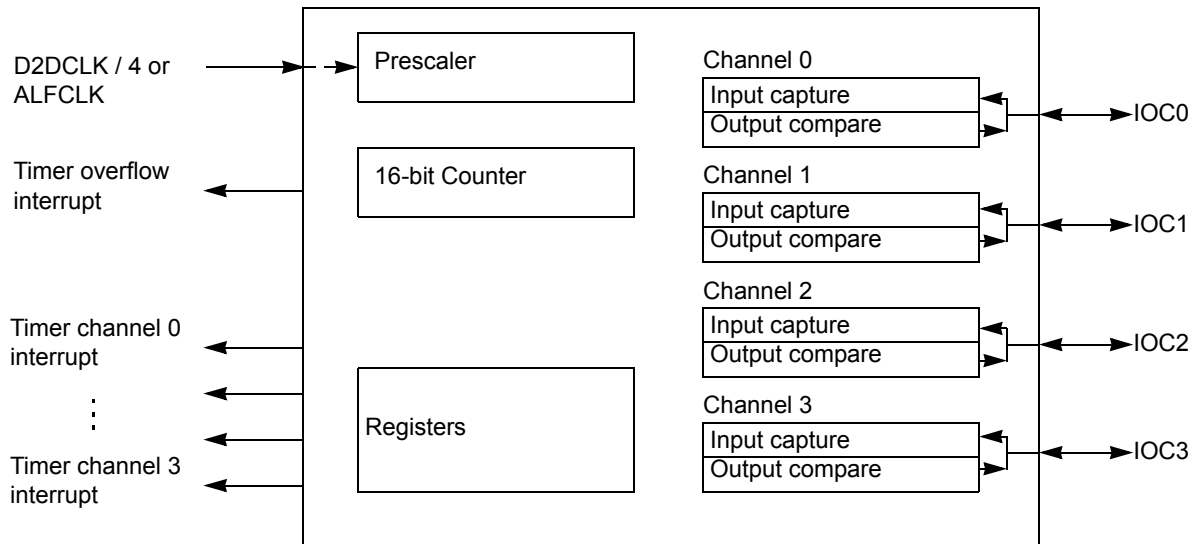 D2DCLK / 4 or
ALFCLK
Prescaler
Timer overflow
interrupt
16-bit Counter
Timer channel 0
interrupt
Timer channel 3
interrupt
Registers
Channel 0
Input capture
Output compare
IOC0
Channel 1
Input capture
Output compare
IOC1
Channel 2
Input capture
Output compare
IOC2
Channel 3
Input capture
Output compare
IOC3